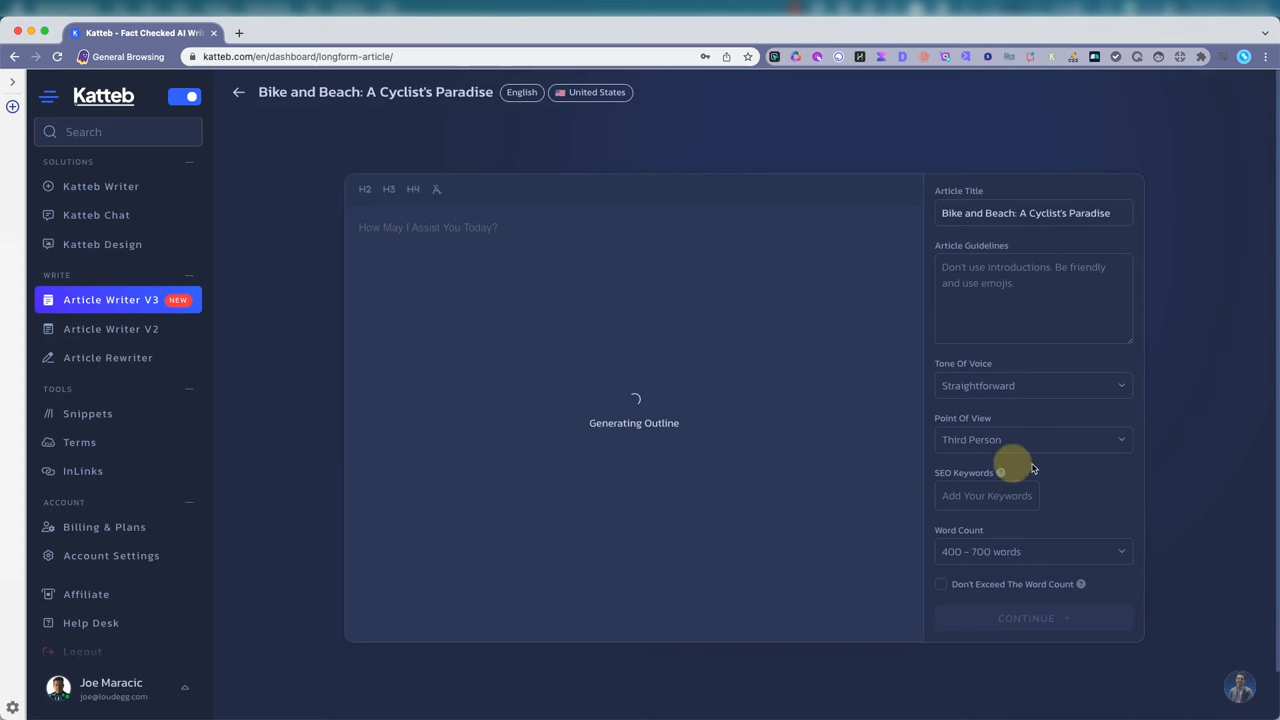 Katteb - Fact Checked AI Writ
General Browsing
katteb.com/en/dashboard/longform-article/
Katteb
Search
SOLUTIONS
Katteb Writer
Katteb Chat
Katteb Design
WRITE
Article Writer V3 NEW
Article Writer V2
Article Rewriter
TOOLS
Snippets
Terms
InLinks
ACCOUNT
Billing & Plans
Account Settings
Affiliate
Help Desk
Logout
Joe Maracic
joe@loudegg.com
Bike and Beach: A Cyclist's Paradise English United States
H2 H3 H4
How May I Assist You Today?
Generating Outline
Article Title
Bike and Beach: A Cyclist's Paradise
Article Guidelines
Don't use introductions. Be friendly
and use emojis.
Tone Of Voice
Straightforward
Point Of View
Third Person
SEO Keywords
Add Your Keywords
Word Count
400 - 700 words
Don't Exceed The Word Count
CONTINUE →